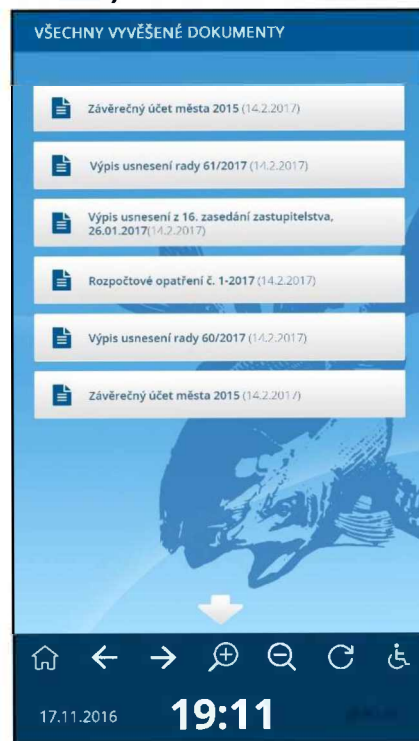 VŠECHNY VYVĚŠENÉ DOKUMENTY
Závěrečný účet města 2015 (14.2.2017)
Výpis usnesení rady 61/2017 (14.2.2017)
Výpis usnesení z 16. zasedání zastupitelstva,
26.01.2017(14.2.2017)
Rozpočtové opatření č. 1-2017 (14.2.2017)
Výpis usnesení rady 60/2017 (14.2.2017)
Závěrečný účet města 2015 (14.2.2017)
17.11.2016
19:11